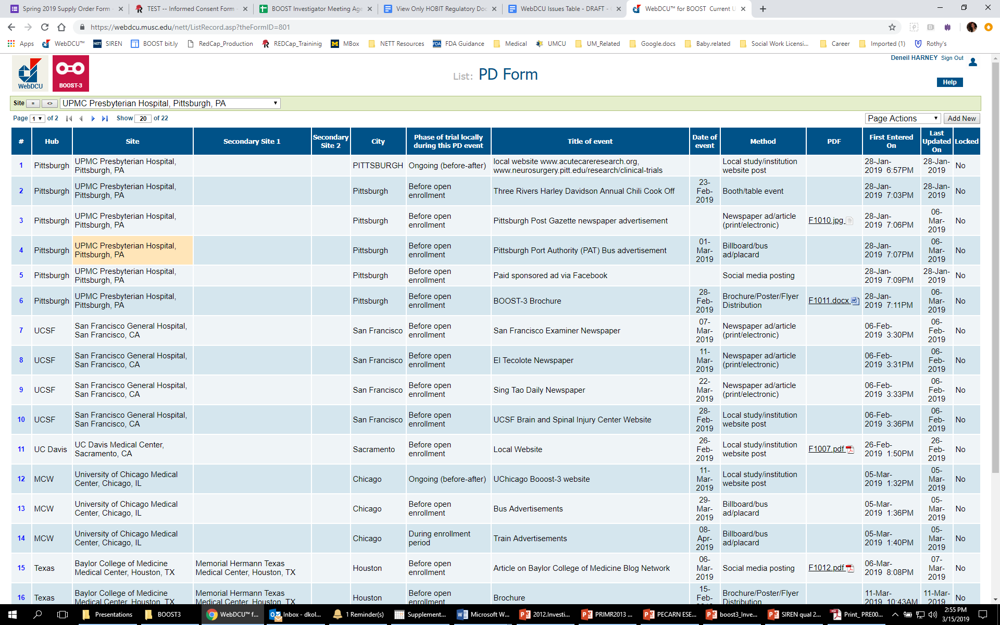 Spring 2019 Supply Order Form - TEST -- Informed Consent Form - BOOST Investigator Meeting Age View Only HOBIT Regulatory Doc WebDCU Issues Table - DRAFT - WebDCU™ for BOOST Current U
https://webdcu.musc.edu/nett/ListRecord.asp?theFormID=801
Apps WebDCU™ SIREN BOOST bit.ly RedCap_Production REDCap_Traininig MBox NETT Resources FDA Guidance Medical UMCU UM_Related Google.docs Baby.related Social Work Licensi... Career Imported (1) Rothy's
Deneil HARNEY Sign Out
WebDCU BOOST-3
List: PD Form
Help
Site = <> UPMC Presbyterian Hospital, Pittsburgh, PA
Page 1 of 2 Show 20 of 22 Page Actions Add New
# Hub Site Secondary Site 1 Secondary Site 2 City Phase of trial locally during this PD event Title of event Date of event Method PDF First Entered On Last Updated On Locked
1 Pittsburgh UPMC Presbyterian Hospital, Pittsburgh, PA PITTSBURGH Ongoing (before-after) local website www.acutecareresearch.org, www.neurosurgery.pitt.edu/research/clinical-trials Local study/institution website post 28-Jan-2019 6:57PM 28-Jan-2019 No
2 Pittsburgh UPMC Presbyterian Hospital, Pittsburgh, PA Pittsburgh Before open enrollment Three Rivers Harley Davidson Annual Chili Cook Off 23-Feb-2019 Booth/table event 28-Jan-2019 7:03PM 28-Jan-2019 No
3 Pittsburgh UPMC Presbyterian Hospital, Pittsburgh, PA Pittsburgh Before open enrollment Pittsburgh Post Gazette newspaper advertisement Newspaper ad/article (print/electronic) F1010.jpg 28-Jan-2019 7:06PM 06-Mar-2019 No
4 Pittsburgh UPMC Presbyterian Hospital, Pittsburgh, PA Pittsburgh Before open enrollment Pittsburgh Port Authority (PAT) Bus advertisement 01-Mar-2019 Billboard/bus ad/placard 28-Jan-2019 7:07PM 06-Mar-2019 No
5 Pittsburgh UPMC Presbyterian Hospital, Pittsburgh, PA Pittsburgh Before open enrollment Paid sponsored ad via Facebook Social media posting 28-Jan-2019 7:09PM 28-Jan-2019 No
6 Pittsburgh UPMC Presbyterian Hospital, Pittsburgh, PA Pittsburgh Before open enrollment BOOST-3 Brochure 28-Feb-2019 Brochure/Poster/Flyer Distribution F1011.docx 28-Jan-2019 7:11PM 06-Mar-2019 No
7 UCSF San Francisco General Hospital, San Francisco, CA San Francisco Before open enrollment San Francisco Examiner Newspaper 07-Mar-2019 Newspaper ad/article (print/electronic) 06-Feb-2019 3:30PM 06-Feb-2019 No
8 UCSF San Francisco General Hospital, San Francisco, CA San Francisco Before open enrollment El Tecolote Newspaper 11-Mar-2019 Newspaper ad/article (print/electronic) 06-Feb-2019 3:31PM 06-Feb-2019 No
9 UCSF San Francisco General Hospital, San Francisco, CA San Francisco Before open enrollment Sing Tao Daily Newspaper 22-Mar-2019 Newspaper ad/article (print/electronic) 06-Feb-2019 3:33PM 06-Feb-2019 No
10 UCSF San Francisco General Hospital, San Francisco, CA San Francisco Before open enrollment UCSF Brain and Spinal Injury Center Website 28-Feb-2019 Local study/institution website post 06-Feb-2019 3:36PM 06-Feb-2019 No
11 UC Davis UC Davis Medical Center, Sacramento, CA Sacramento Before open enrollment Local Website 26-Feb-2019 Local study/institution website post F1007.pdf 26-Feb-2019 1:50PM 26-Feb-2019 No
12 MCW University of Chicago Medical Center, Chicago, IL Chicago Ongoing (before-after) UChicago Booost-3 website 11-Mar-2019 Local study/institution website post 05-Mar-2019 1:32PM 05-Mar-2019 No
13 MCW University of Chicago Medical Center, Chicago, IL Chicago Before open enrollment Bus Advertisements 29-Mar-2019 Billboard/bus ad/placard 05-Mar-2019 1:36PM 05-Mar-2019 No
14 MCW University of Chicago Medical Center, Chicago, IL Chicago During enrollment period Train Advertisements 08-Apr-2019 Billboard/bus ad/placard 05-Mar-2019 1:40PM 05-Mar-2019 No
15 Texas Baylor College of Medicine Medical Center, Houston, TX Memorial Hermann Texas Medical Center, Houston, TX Houston Before open enrollment Article on Baylor College of Medicine Blog Network 06-Mar-2019 Social media posting F1012.pdf 06-Mar-2019 8:08PM 07-Mar-2019 No
16 Texas Baylor College of Medicine Medical Center, Houston, TX Memorial Hermann Texas Medical Center, Houston, TX Houston Before open enrollment Brochure 15-Feb- Brochure/Poster/Flyer Distribution 11-Mar-2019 10:43AM 11-Mar-2019 No
Presentations BOOST3 WebDCU™ f... Inbox - dkol... 1 Reminder(s) Supplement... Microsoft W... 2012.Investi... PRIMR2013 ... PECARN ESE... boost3_Inve... SIREN qual 2... Print_ PRE00...
2:55 PM
3/15/2019